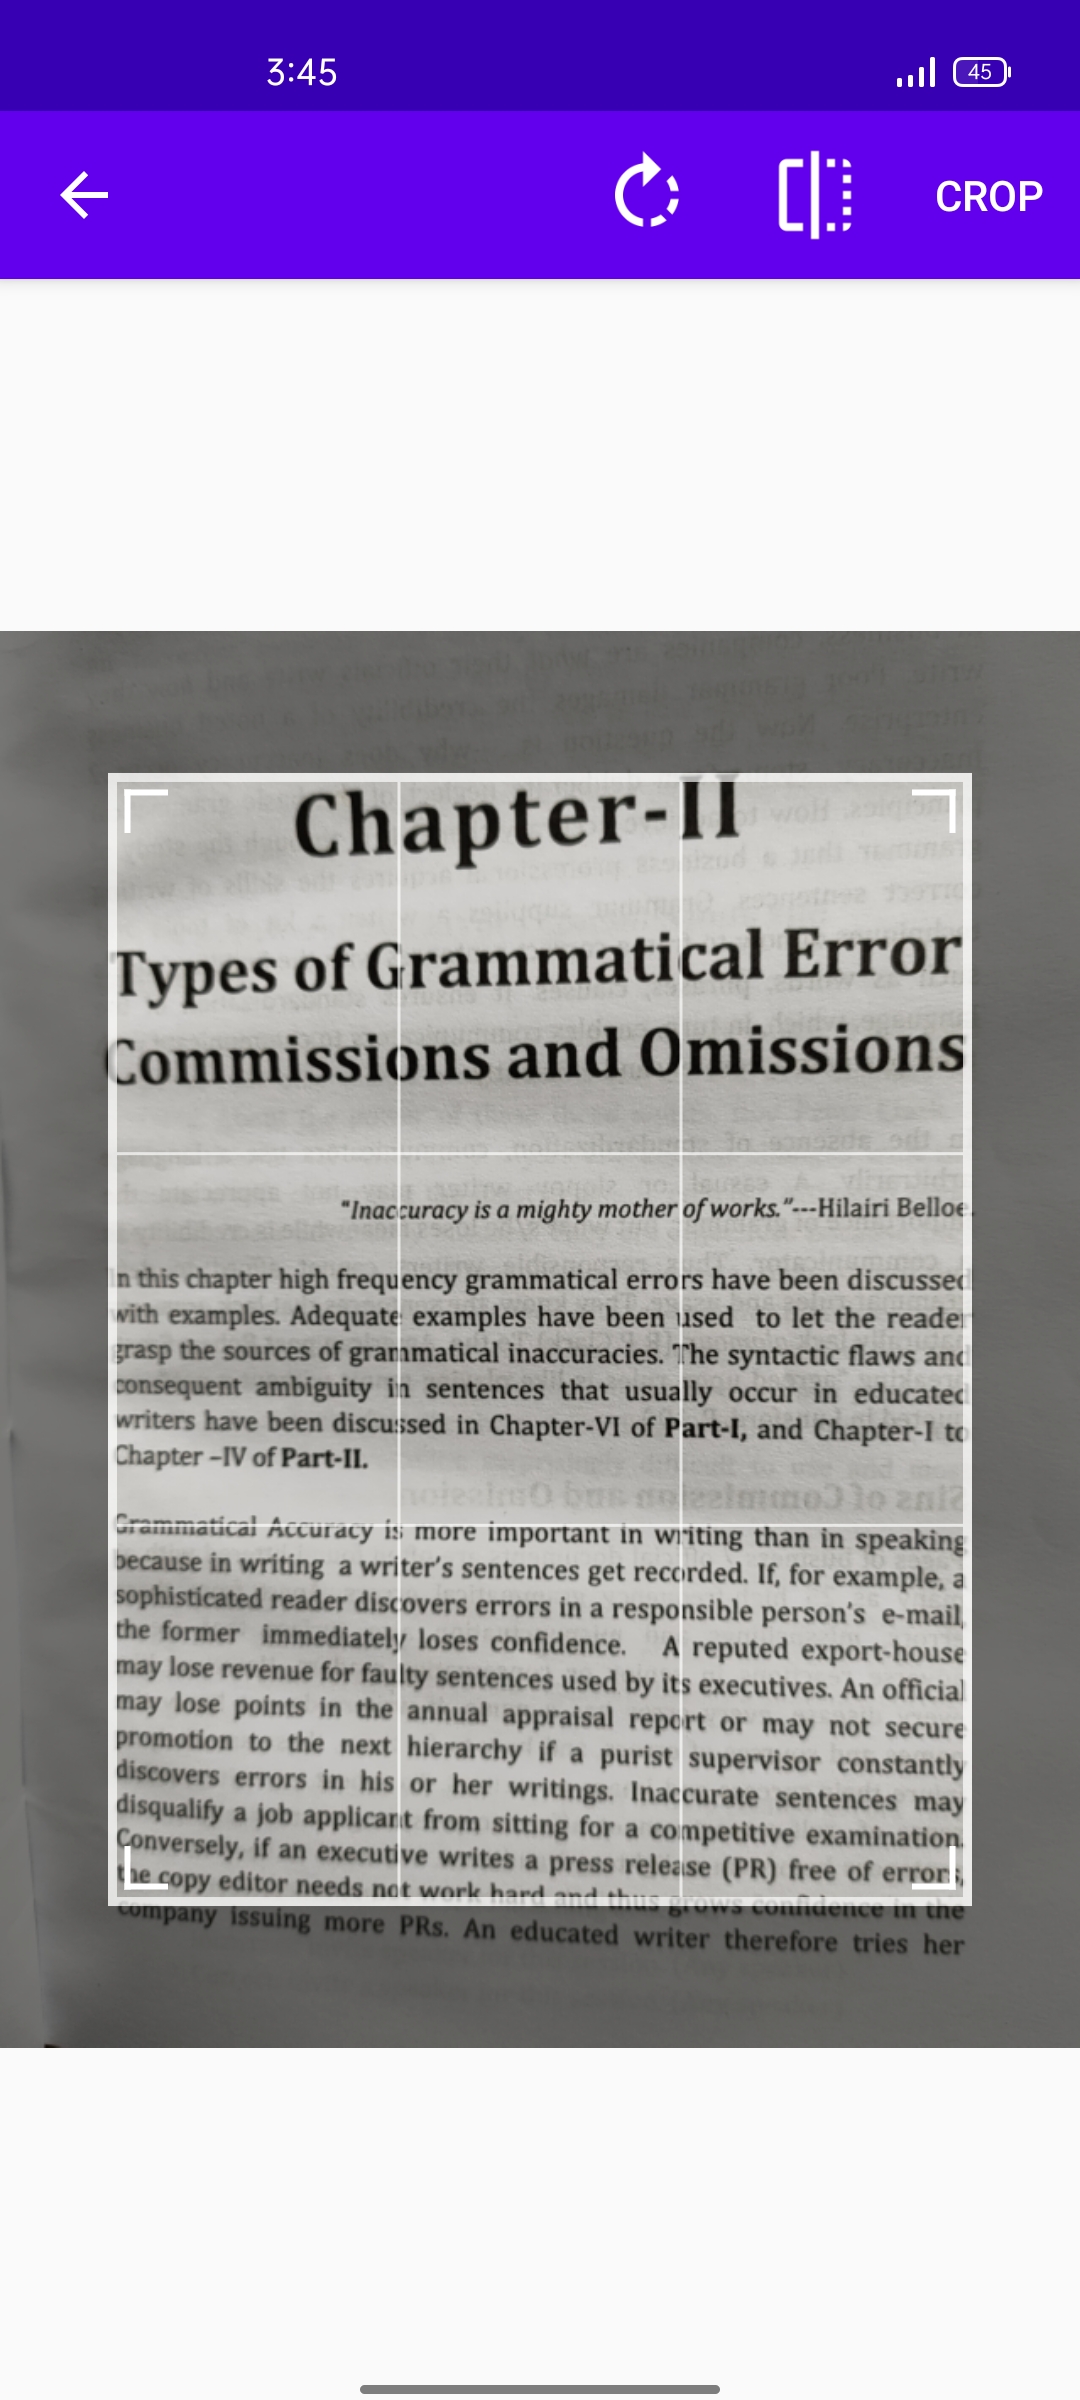 3:45
45
CROP
Chapter-II
Types of Grammatical Error
Commissions and Omissions
"Inaccuracy is a mighty mother of works."---Hilairi Belloe.
In this chapter high frequency grammatical errors have been discussed
with examples. Adequate examples have been used to let the reader
grasp the sources of grammatical inaccuracies. The syntactic flaws and
consequent ambiguity in sentences that usually occur in educated
writers have been discussed in Chapter-VI of Part-I, and Chapter-I to
Chapter –IV of Part-II.
Grammatical Accuracy is more important in writing than in speaking
because in writing a writer's sentences get recorded. If, for example, a
sophisticated reader discovers errors in a responsible person's e-mail,
the former immediately loses confidence. A reputed export-house
may lose revenue for faulty sentences used by its executives. An official
may lose points in the annual appraisal report or may not secure
promotion to the next hierarchy if a purist supervisor constantly
discovers errors in his or her writings. Inaccurate sentences may
disqualify a job applicant from sitting for a competitive examination.
Conversely, if an executive writes a press release (PR) free of errors,
the copy editor needs not work hard and thus grows confidence in the
company issuing more PRs. An educated writer therefore tries her